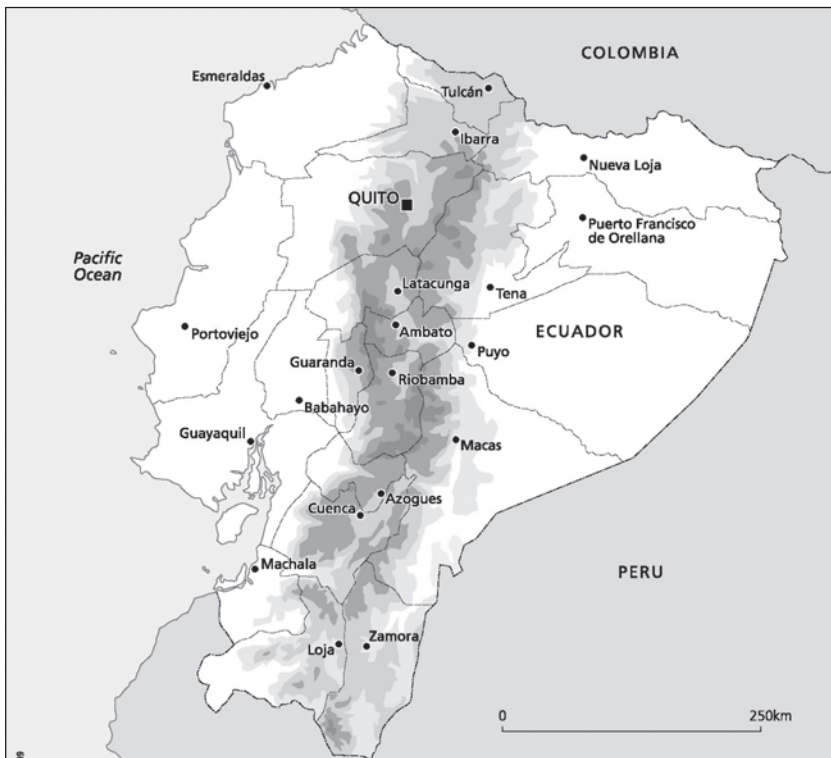 COLOMBIA
Esmeraldas
Tulcán
Ibarra
Nueva Loja
QUITO
Puerto Francisco
de Orellana
Pacific
Ocean
Latacunga
Tena
Portoviejo
Ambato
ECUADOR
Puyo
Guaranda
Riobamba
Babahayo
Guayaquil
Macas
Azogues
Cuenca
Machala
PERU
Zamora
Loja
0
250km